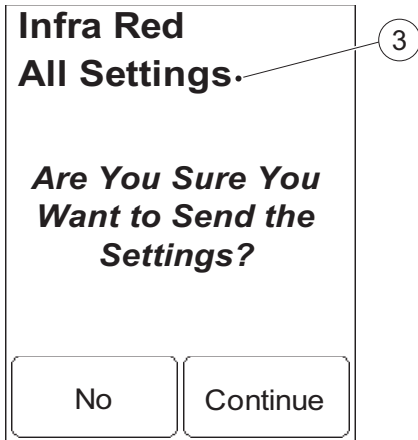 Infra Red
All Settings
3
Are You Sure You
Want to Send the
Settings?
No
Continue